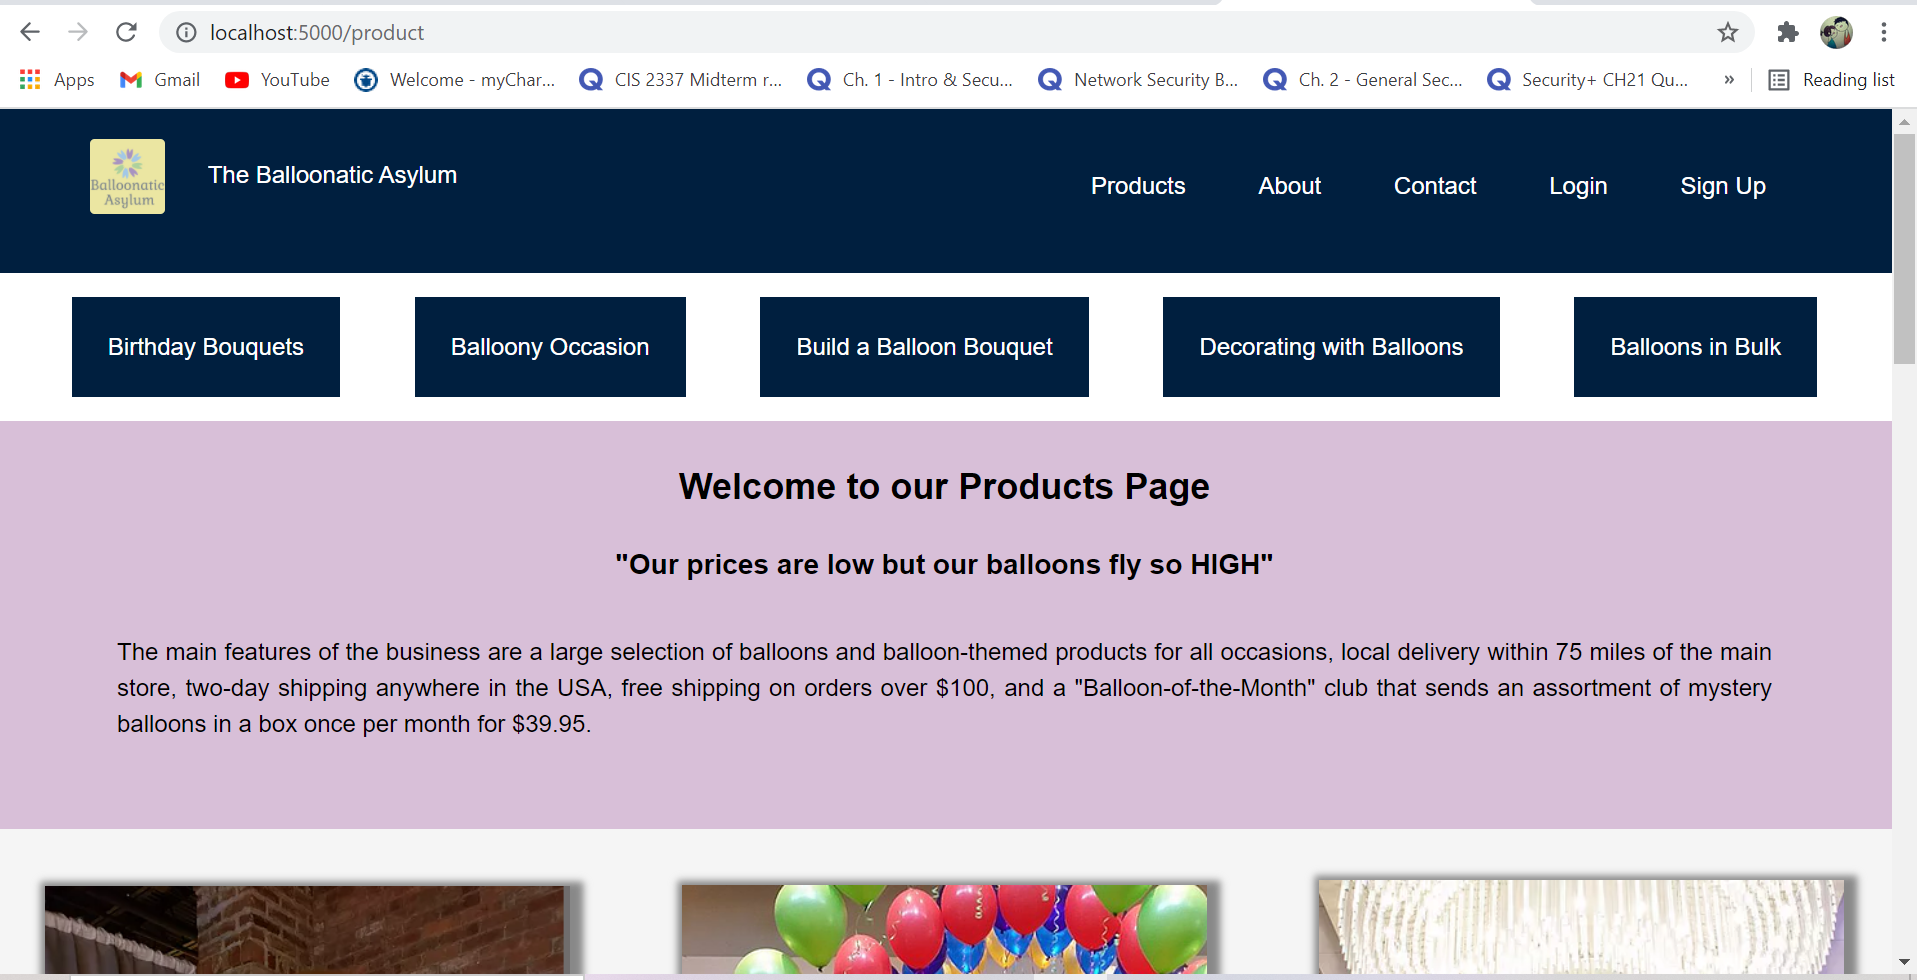 localhost:5000/product
Apps Gmail YouTube Welcome - myChar... CIS 2337 Midterm r... Ch. 1 - Intro & Secu... Network Security B... Ch. 2 - General Sec... Security+ CH21 Qu... » Reading list
Balloonatic
Asylum
The Balloonatic Asylum
Products About Contact Login Sign Up
Birthday Bouquets Balloony Occasion Build a Balloon Bouquet Decorating with Balloons Balloons in Bulk
Welcome to our Products Page
"Our prices are low but our balloons fly so HIGH"
The main features of the business are a large selection of balloons and balloon-themed products for all occasions, local delivery within 75 miles of the main
store, two-day shipping anywhere in the USA, free shipping on orders over $100, and a "Balloon-of-the-Month" club that sends an assortment of mystery
balloons in a box once per month for $39.95.